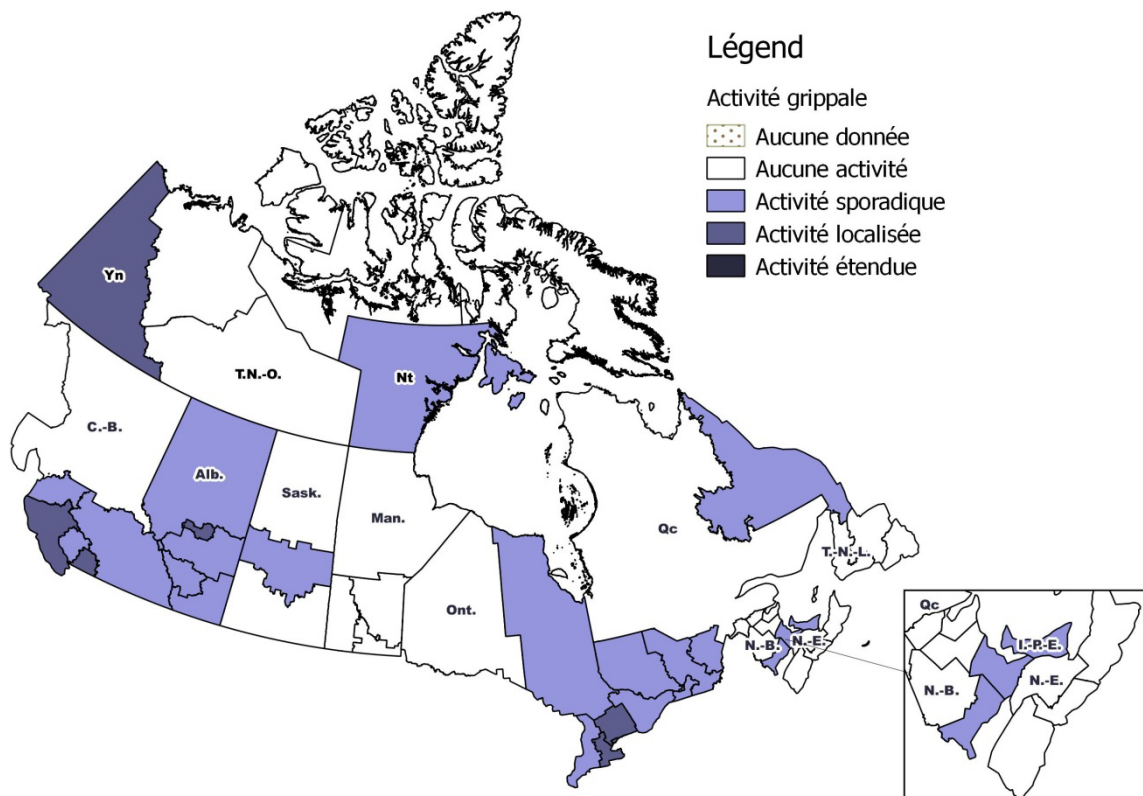 Légend
Activité grippale
Aucune donnée
Aucune activité
Activité sporadique
Activité localisée
Activité étendue
Yn
T.N.-O.
Nt
C.-B.
Alb.
Sask.
Man.
Qc
T.-N.-L.
Ont.
N.-B.
N.-E.
Qc
I.-P.-E.
N.-B.
N.-E.